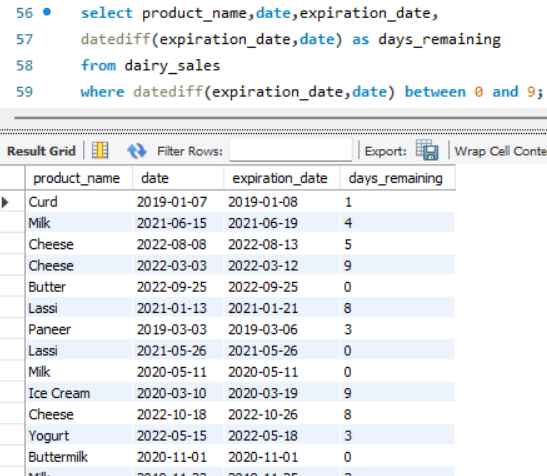 56 select product_name,date,expiration_date,
57 datediff(expiration_date,date) as days_remaining
58 from dairy_sales
59 where datediff(expiration_date,date) between 0 and 9;
Result Grid Filter Rows: Export: Wrap Cell Conte
product_name date expiration_date days_remaining
Curd 2019-01-07 2019-01-08 1
Milk 2021-06-15 2021-06-19 4
Cheese 2022-08-08 2022-08-13 5
Cheese 2022-03-03 2022-03-12 9
Butter 2022-09-25 2022-09-25 0
Lassi 2021-01-13 2021-01-21 8
Paneer 2019-03-03 2019-03-06 3
Lassi 2021-05-26 2021-05-26 0
Milk 2020-05-11 2020-05-11 0
Ice Cream 2020-03-10 2020-03-19 9
Cheese 2022-10-18 2022-10-26 8
Yogurt 2022-05-15 2022-05-18 3
Buttermilk 2020-11-01 2020-11-01 0